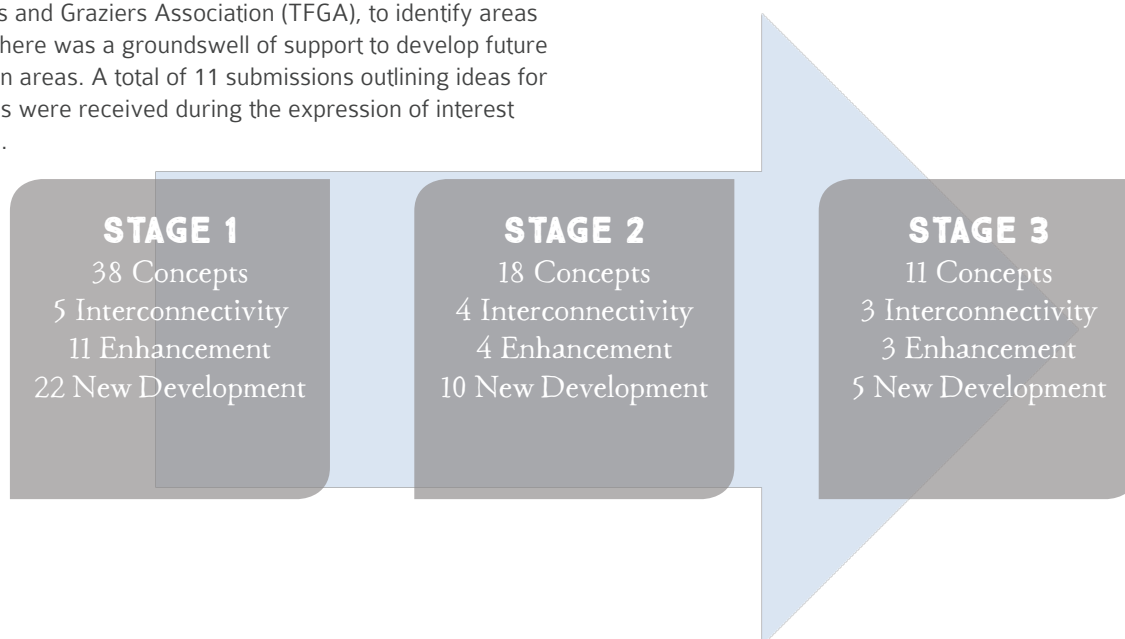 s and Graziers Association (TFGA), to identify areas
here was a groundswell of support to develop future
n areas. A total of 11 submissions outlining ideas for
s were received during the expression of interest
.
STAGE 1
38 Concepts
5 Interconnectivity
11 Enhancement
22 New Development
STAGE 2
18 Concepts
4 Interconnectivity
4 Enhancement
10 New Development
STAGE 3
11 Concepts
3 Interconnectivity
3 Enhancement
5 New Development